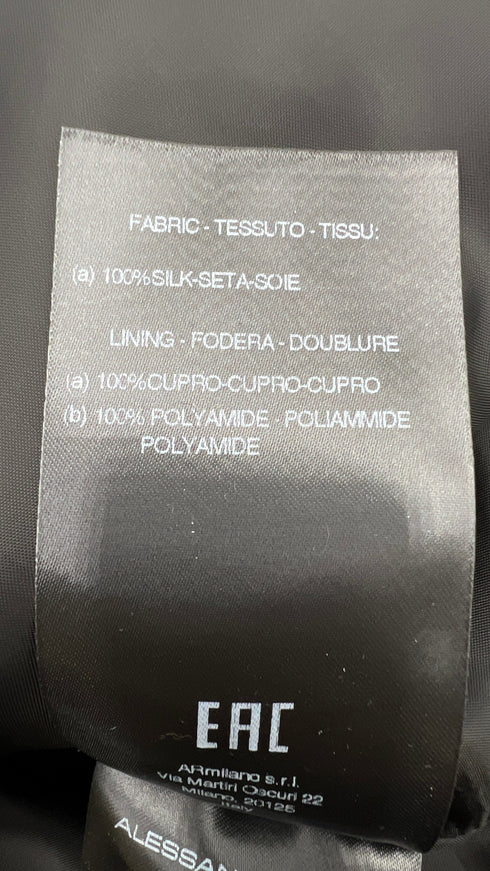 FABRIC - TESSUTO - TISSU:
(a) 100%SILK-SETA-SOIE
LINING - FODERA - DOUBLURE
(a) 100%CUPRO-CUPRO-CUPRO
(b) 100% POLYAMIDE - POLIAMMIDE
POLYAMIDE
EAC
ARmilano s.r.l.
Via Martiri Oscuri 22
Milano, 20125
Italy